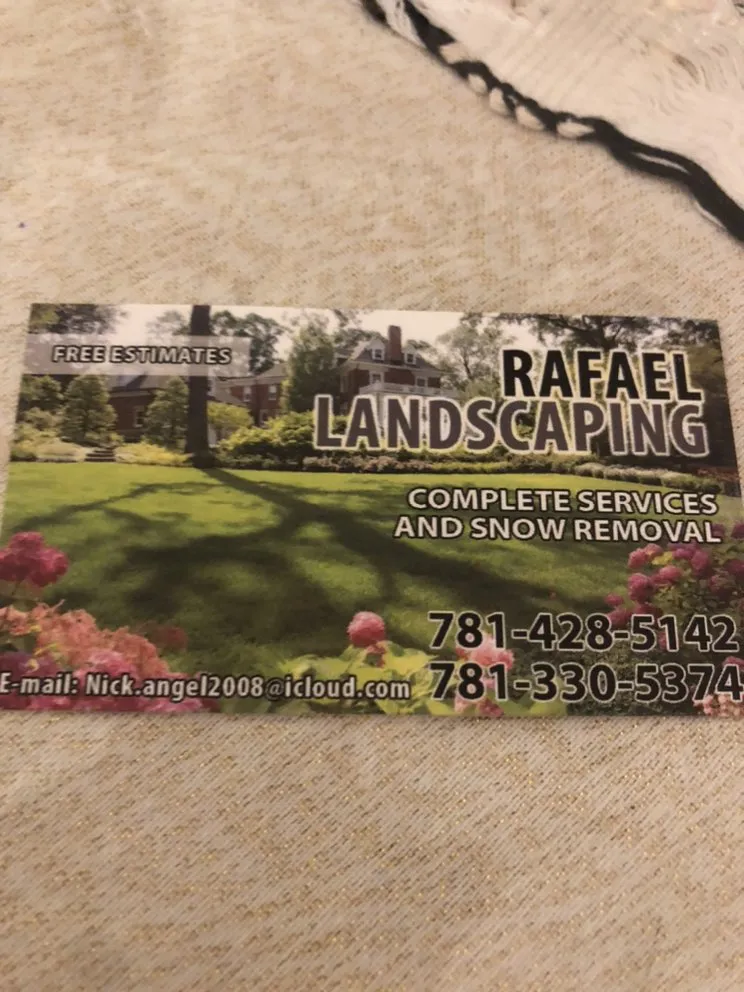 FREE ESTIMATES
RAFAEL
LANDSCAPING
COMPLETE SERVICES
AND SNOW REMOVAL
781-428-5142
781-330-5374
E-mail: Nick.angel2008@icloud.com